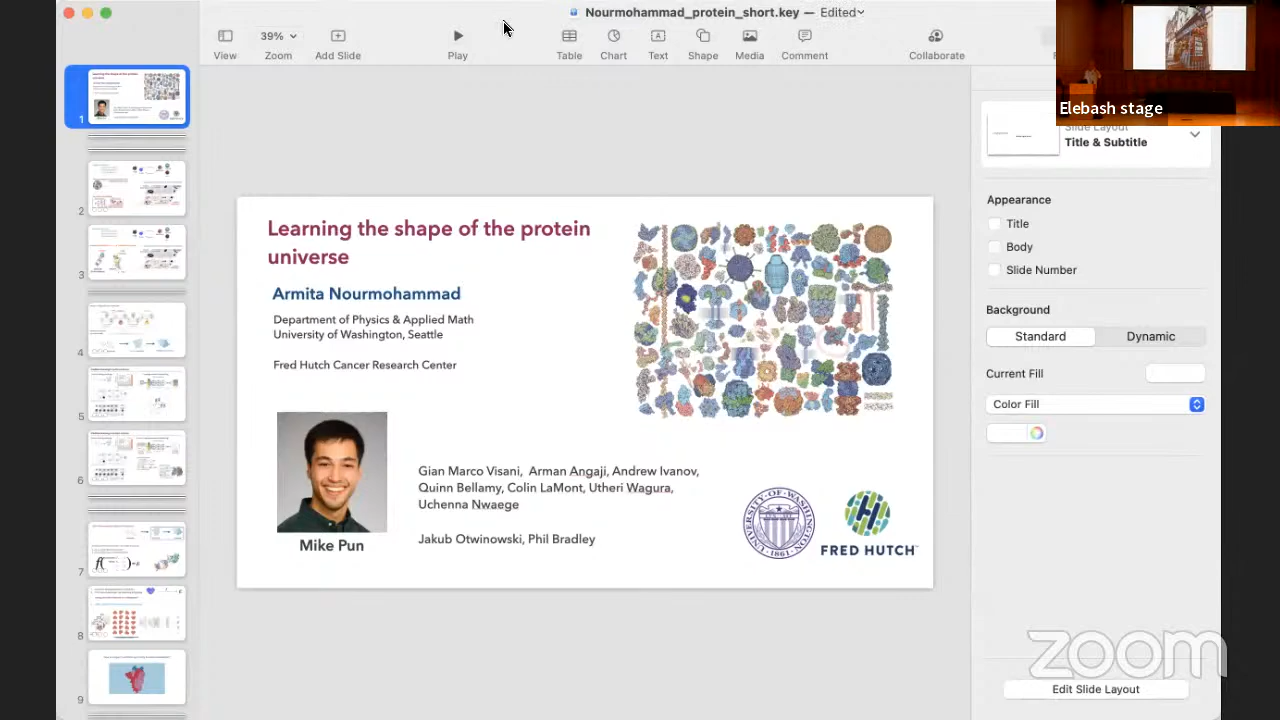 Nourmohammad_protein_short.key — Edited
39%
View
Zoom
Add Slide
Play
Table
Chart
Text
Shape
Media
Comment
Collaborate
Elebash stage
Slide Layout
Title & Subtitle
Appearance
Title
Body
Slide Number
Background
Standard
Dynamic
Current Fill
Color Fill
Edit Slide Layout
1
2
3
4
5
6
7
8
9
Learning the shape of the protein
universe
Armita Nourmohammad
Department of Physics & Applied Math
University of Washington, Seattle
Fred Hutch Cancer Research Center
Mike Pun
Gian Marco Visani, Arman Angaji, Andrew Ivanov,
Quinn Bellamy, Colin LaMont, Utheri Wagura,
Uchenna Nwaege
Jakub Otwinowski, Phil Bradley
UNIVERSITY OF WASHINGTON
1861
FRED HUTCH
zoom